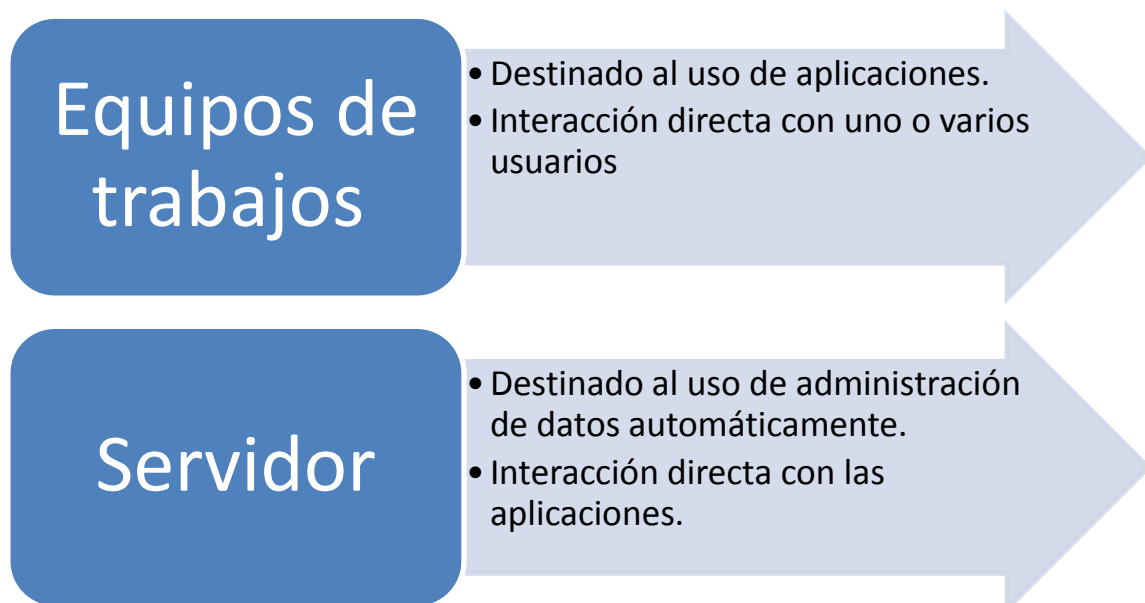 Equipos de
trabajos
• Destinado al uso de aplicaciones.
• Interacción directa con uno o varios
usuarios
Servidor
• Destinado al uso de administración
de datos automáticamente.
• Interacción directa con las
aplicaciones.